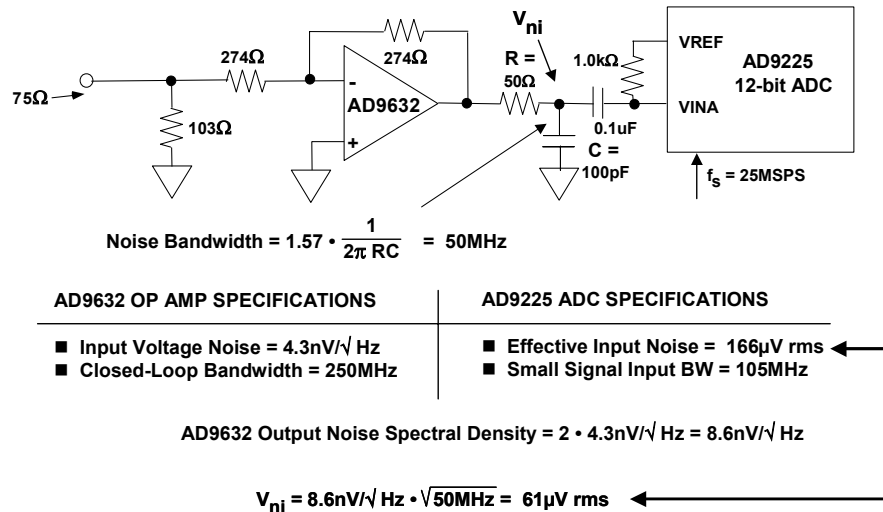 Vni
274Ω
274Ω
R =
50Ω
1.0kΩ
VREF
AD9225
12-bit ADC
75Ω
-
AD9632
+
VINA
103Ω
0.1uF
C =
100pF
fs = 25MSPS
Noise Bandwidth = 1.57 • 1 / 2π RC = 50MHz
AD9632 OP AMP SPECIFICATIONS
■ Input Voltage Noise = 4.3nV/√Hz
■ Closed-Loop Bandwidth = 250MHz
AD9225 ADC SPECIFICATIONS
■ Effective Input Noise = 166µV rms
■ Small Signal Input BW = 105MHz
AD9632 Output Noise Spectral Density = 2 • 4.3nV/√Hz = 8.6nV/√Hz
Vni = 8.6nV/√Hz • √50MHz = 61µV rms